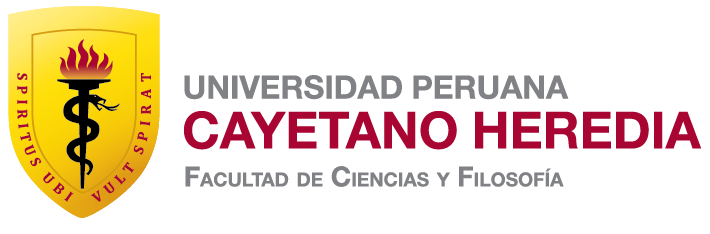 SPIRITUS UBI VULT SPIRAT
UNIVERSIDAD PERUANA
CAYETANO HEREDIA
FACULTAD DE CIENCIAS Y FILOSOFÍA